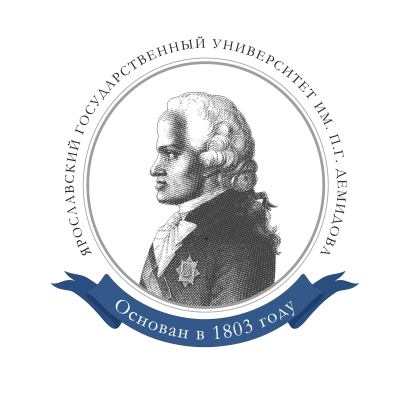 ЯРОСЛАВСКИЙ ГОСУДАРСТВЕННЫЙ УНИВЕРСИТЕТ ИМ. П.Г. ДЕМИДОВА
Основан в 1803 году